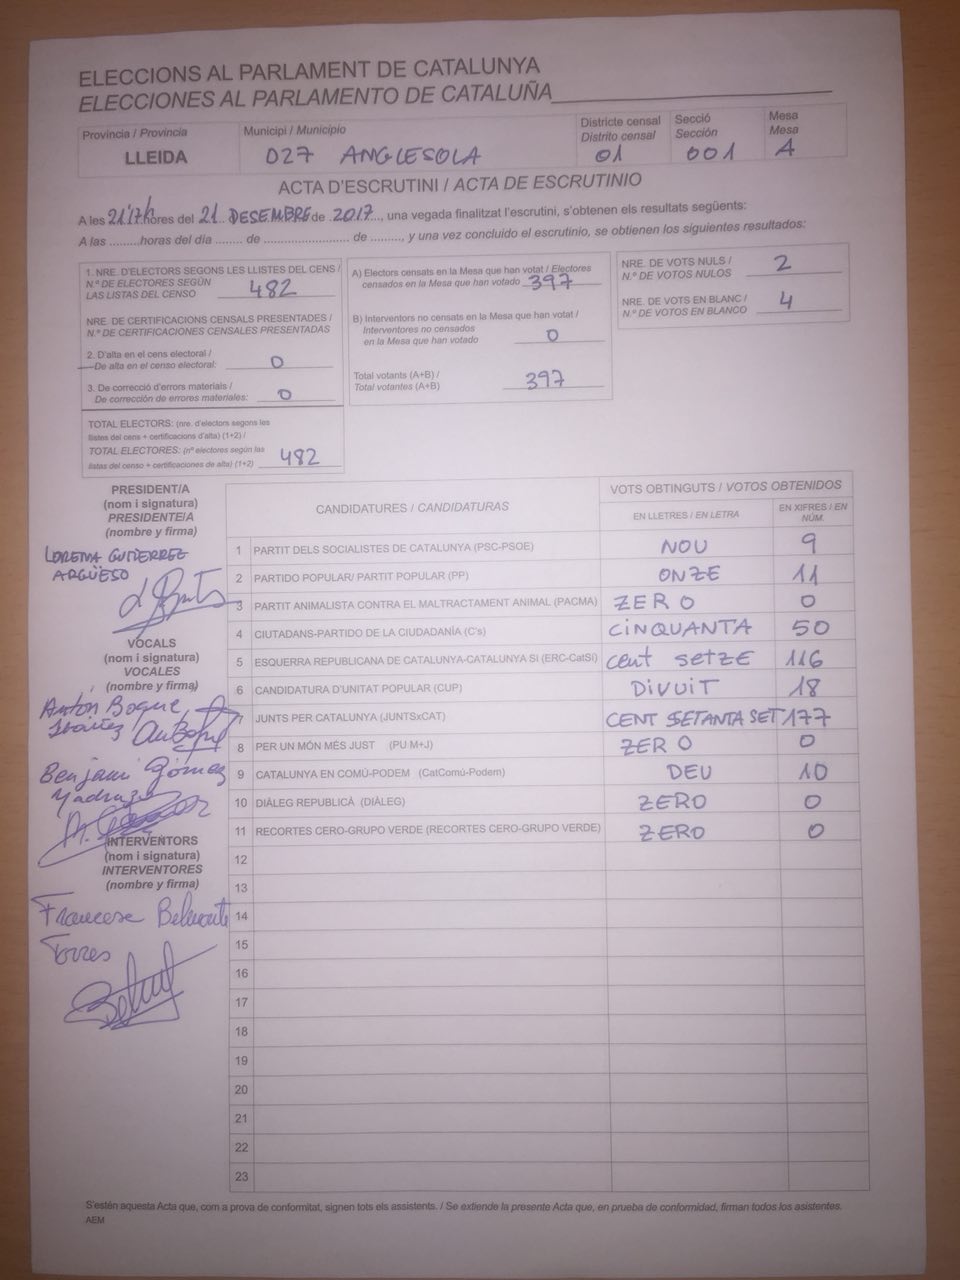 ELECCIONS AL PARLAMENT DE CATALUNYA
ELECCIONES AL PARLAMENTO DE CATALUÑA
Provincia / Provincia
LLEIDA
Municipi / Municipio
027 ANGLESOLA
Districte censal
Distrito censal
01
Secció
Sección
001
Mesa
Mesa
A
ACTA D'ESCRUTINI / ACTA DE ESCRUTINIO
A les 21'17h hores del 21 DESEMBRE de 2017, una vegada finalitzat l'escrutini, s'obtenen els resultats següents:
A las ........horas del día ....... de ...................... de ........., y una vez concluido el escrutinio, se obtienen los siguientes resultados:
1. NRE. D'ELECTORS SEGONS LES LLISTES DEL CENS /
N.º DE ELECTORES SEGÚN
LAS LISTAS DEL CENSO 482
NRE. DE CERTIFICACIONS CENSALS PRESENTADES /
N.º DE CERTIFICACIONES CENSALES PRESENTADAS
2. D'alta en el cens electoral /
De alta en el censo electoral: 0
3. De correcció d'errors materials /
De corrección de errores materiales: 0
TOTAL ELECTORS: (nre. d'electors segons les
llistes del cens + certificacions d'alta) (1+2) /
TOTAL ELECTORES: (nº electores según las
listas del censo + certificaciones de alta) (1+2) 482
A) Electors censats en la Mesa que han votat / Electores
censados en la Mesa que han votado 397
B) Interventors no censats en la Mesa que han votat /
Interventores no censados
en la Mesa que han votado 0
Total votants (A+B) /
Total votantes (A+B) 397
NRE. DE VOTS NULS /
N.º DE VOTOS NULOS 2
NRE. DE VOTS EN BLANC /
N.º DE VOTOS EN BLANCO 4
PRESIDENT/A
(nom i signatura)
PRESIDENTE/A
(nombre y firma)
LORENA GUTIERREZ
ARGÜESO
VOCALS
(nom i signatura)
VOCALES
(nombre y firma)
Antón Boque
Ibáñez
Benjami Gómez
Madrazo
INTERVENTORS
(nom i signatura)
INTERVENTORES
(nombre y firma)
Francesc Belmonte
Torres
CANDIDATURES / CANDIDATURAS
VOTS OBTINGUTS / VOTOS OBTENIDOS
EN LLETRES / EN LETRA
EN XIFRES / EN NÚM.
1 PARTIT DELS SOCIALISTES DE CATALUNYA (PSC-PSOE) NOU 9
2 PARTIDO POPULAR/ PARTIT POPULAR (PP) ONZE 11
3 PARTIT ANIMALISTA CONTRA EL MALTRACTAMENT ANIMAL (PACMA) ZERO 0
4 CIUTADANS-PARTIDO DE LA CIUDADANÍA (C's) CINQUANTA 50
5 ESQUERRA REPUBLICANA DE CATALUNYA-CATALUNYA SÍ (ERC-CatSí) cent SETZE 116
6 CANDIDATURA D'UNITAT POPULAR (CUP) DIVUIT 18
7 JUNTS PER CATALUNYA (JUNTSxCAT) CENT SETANTA SET 177
8 PER UN MÓN MÉS JUST (PU M+J) ZERO 0
9 CATALUNYA EN COMÚ-PODEM (CatComú-Podem) DEU 10
10 DIÀLEG REPUBLICÀ (DIÀLEG) ZERO 0
11 RECORTES CERO-GRUPO VERDE (RECORTES CERO-GRUPO VERDE) ZERO 0
12
13
14
15
16
17
18
19
20
21
22
23
S'estén aquesta Acta que, com a prova de conformitat, signen tots els assistents. / Se extiende la presente Acta que, en prueba de conformidad, firman todos los asistentes.
AEM